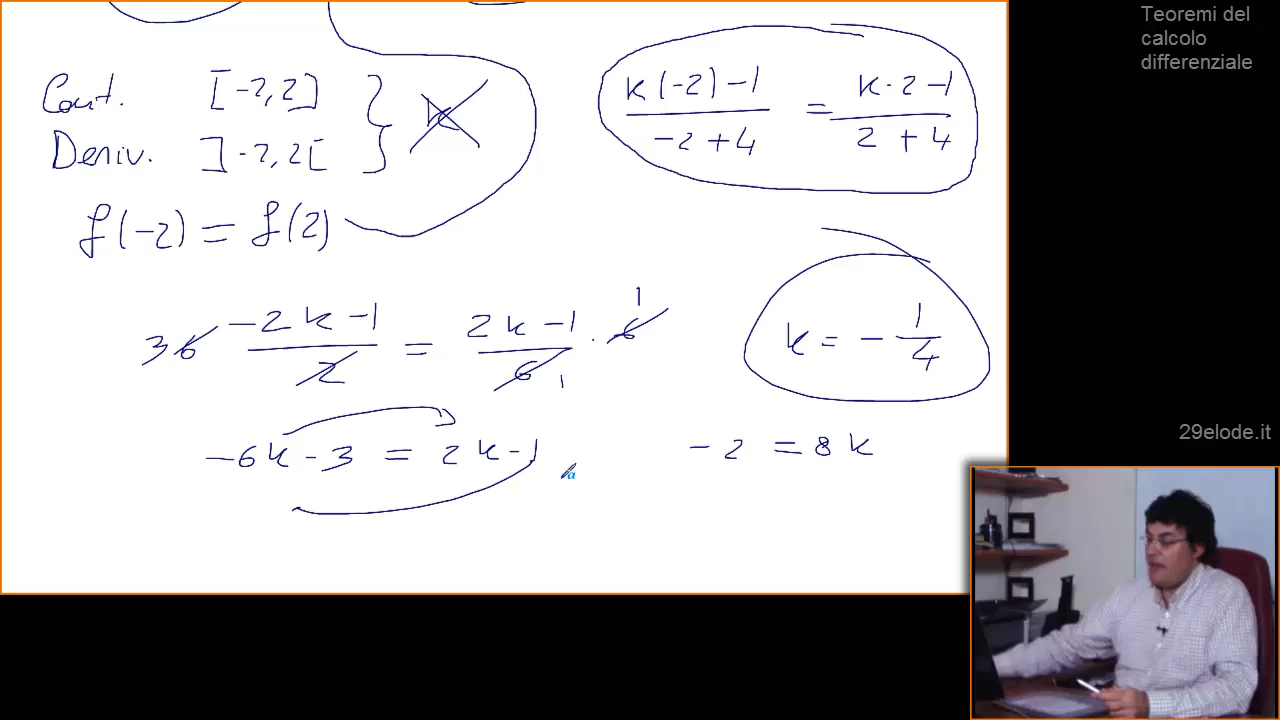 Teoremi del
calcolo
differenziale
Cont. [-2,2]
Deriv. ]-2,2[
k(-2)-1 / -2+4 = k·2-1 / 2+4
f(-2) = f(2)
3 6 -2k-1 / 2 = 2k-1 / 6 1 · 6 1
k = - 1/4
-6k-3 = 2k-1
-2 = 8k
29elode.it